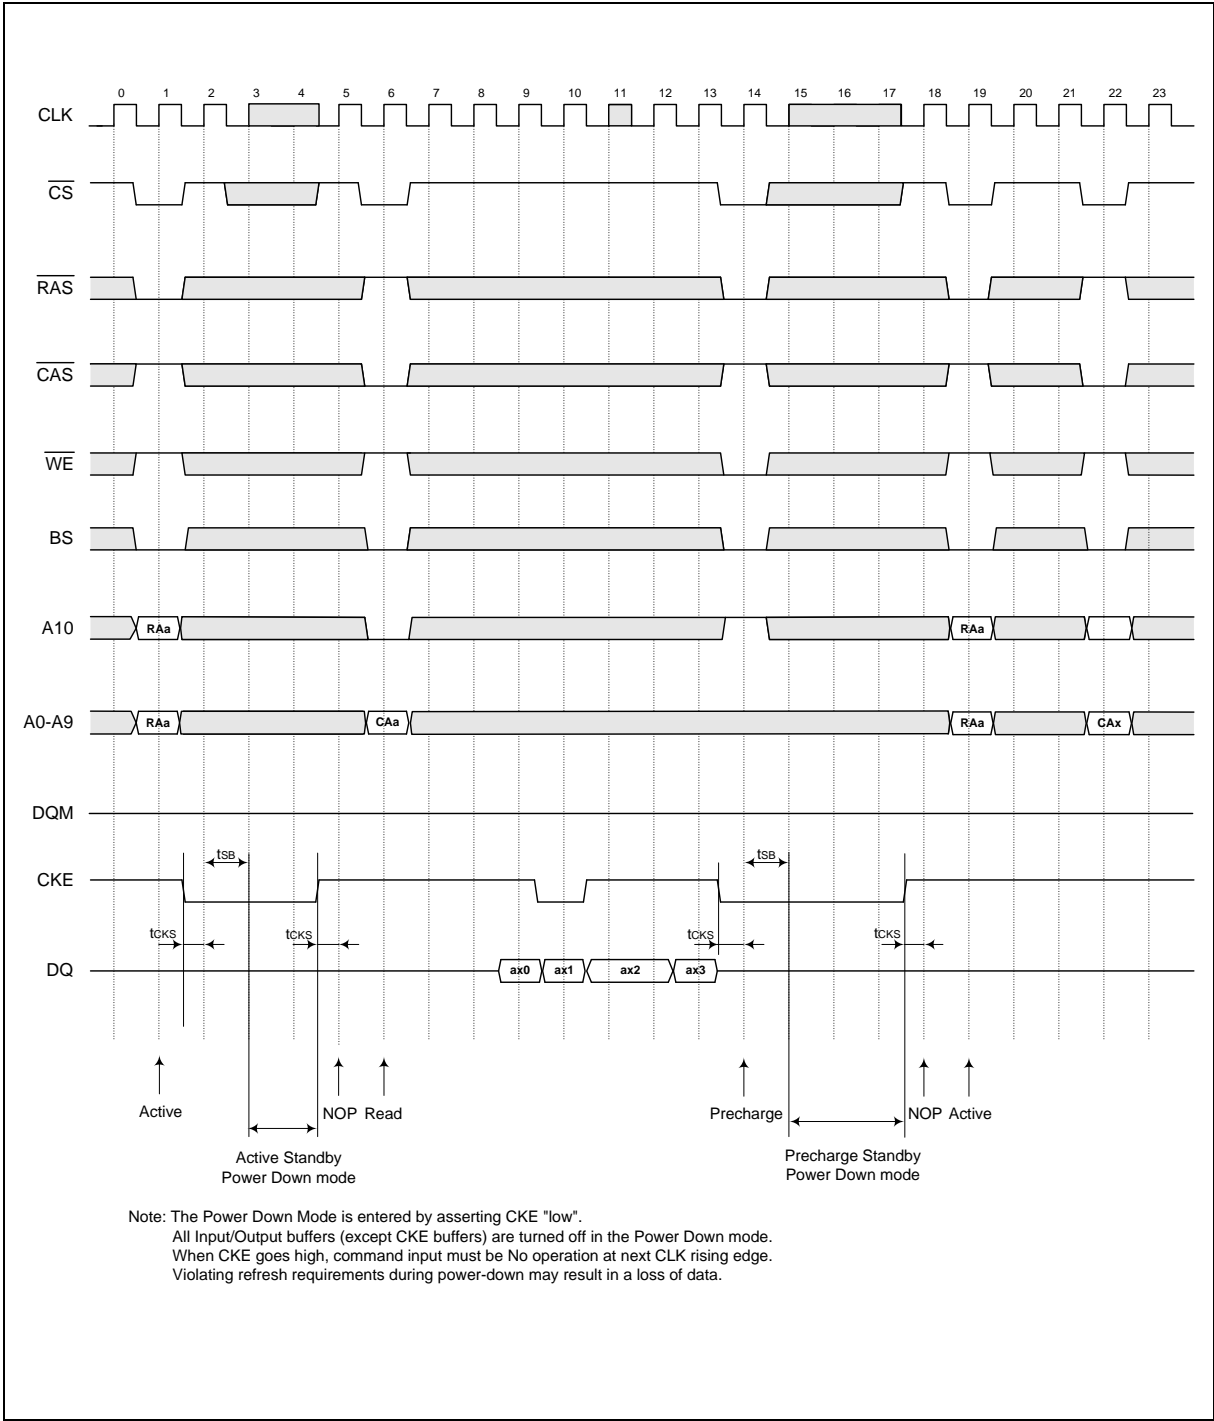 0 1 2 3 4 5 6 7 8 9 10 11 12 13 14 15 16 17 18 19 20 21 22 23
CLK
CS
RAS
CAS
WE
BS
A10 RAa RAa
A0-A9 RAa CAa RAa CAx
DQM
tSB tSB
CKE
tCKS tCKS tCKS tCKS
DQ ax0 ax1 ax2 ax3
Active NOP Read Precharge NOP Active
Active Standby
Power Down mode
Precharge Standby
Power Down mode
Note: The Power Down Mode is entered by asserting CKE "low".
All Input/Output buffers (except CKE buffers) are turned off in the Power Down mode.
When CKE goes high, command input must be No operation at next CLK rising edge.
Violating refresh requirements during power-down may result in a loss of data.